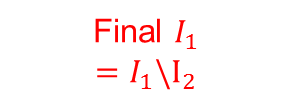 Final I₁
= I₁\I₂